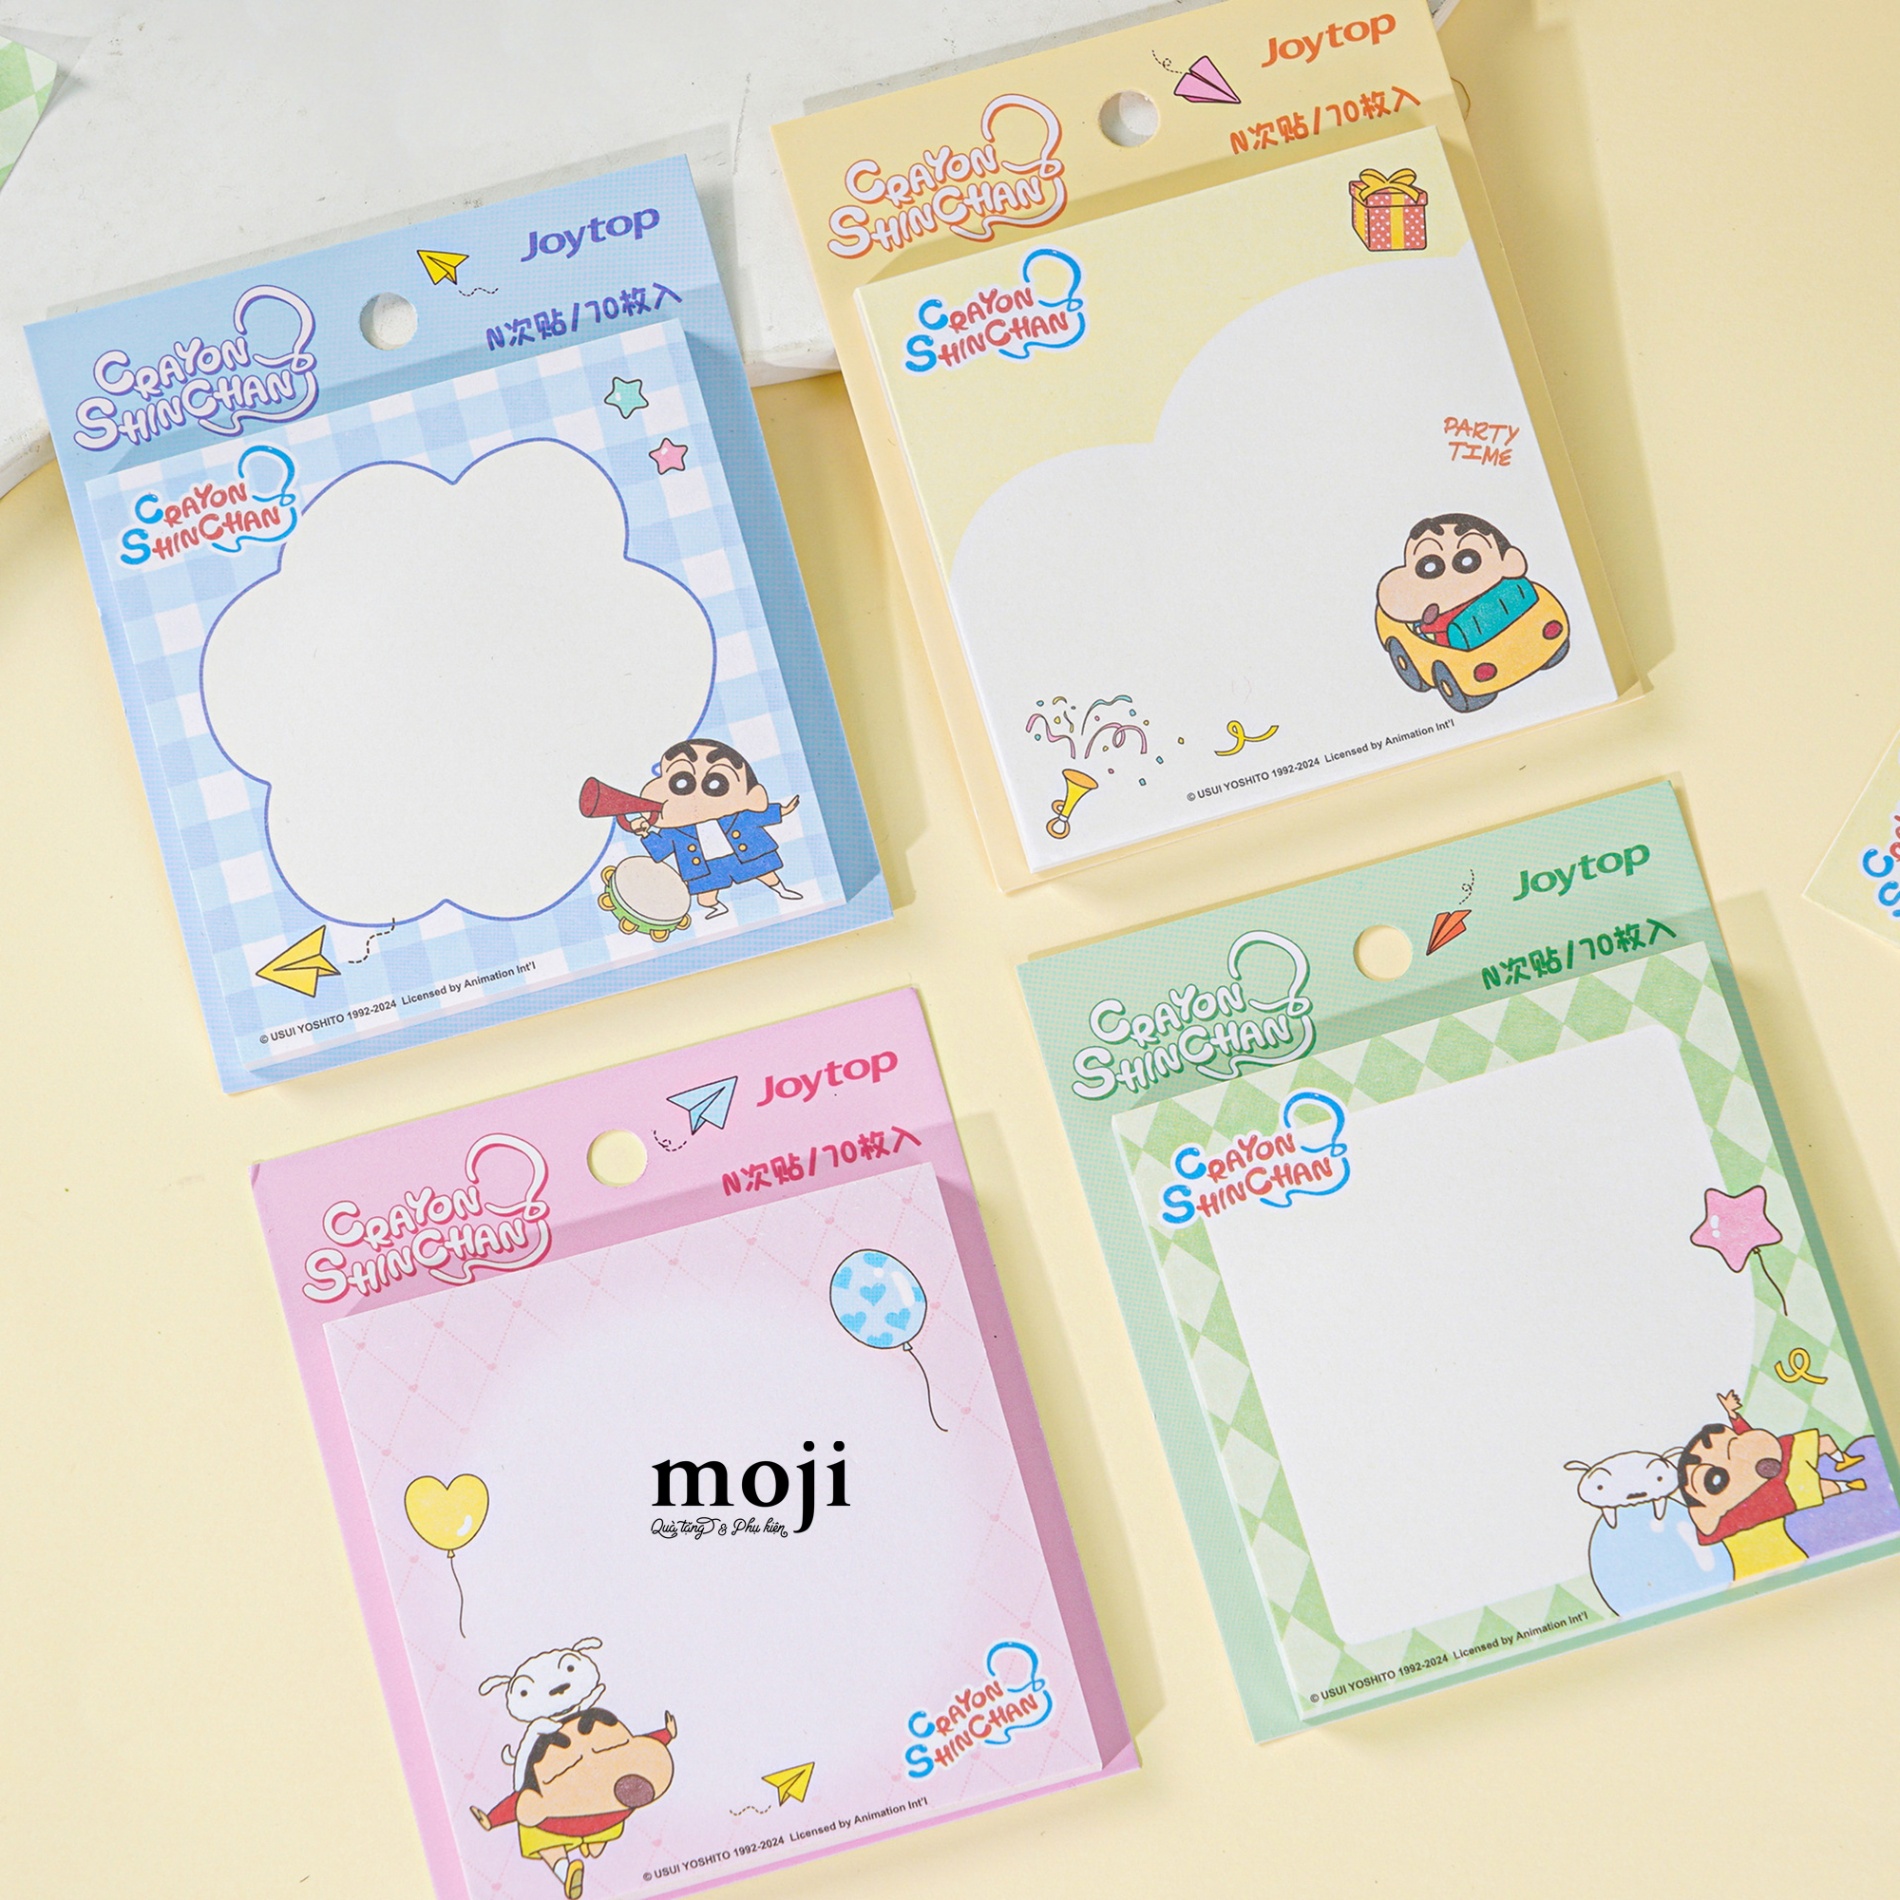 Joytop
N次贴/70枚入
CRAYON
SHINCHAN
CRAYON
SHINCHAN
© USUI YOSHITO 1992-2024 Licensed by Animation Int'l
Joytop
N次贴/70枚入
CRAYON
SHINCHAN
CRAYON
SHINCHAN
PARTY
TIME
© USUI YOSHITO 1992-2024 Licensed by Animation Int'l
Joytop
N次贴/70枚入
CRAYON
SHINCHAN
moji
Quà tặng & Phụ kiện
CRAYON
SHINCHAN
© USUI YOSHITO 1992-2024 Licensed by Animation Int'l
Joytop
N次贴/70枚入
CRAYON
SHINCHAN
CRAYON
SHINCHAN
© USUI YOSHITO 1992-2024 Licensed by Animation Int'l